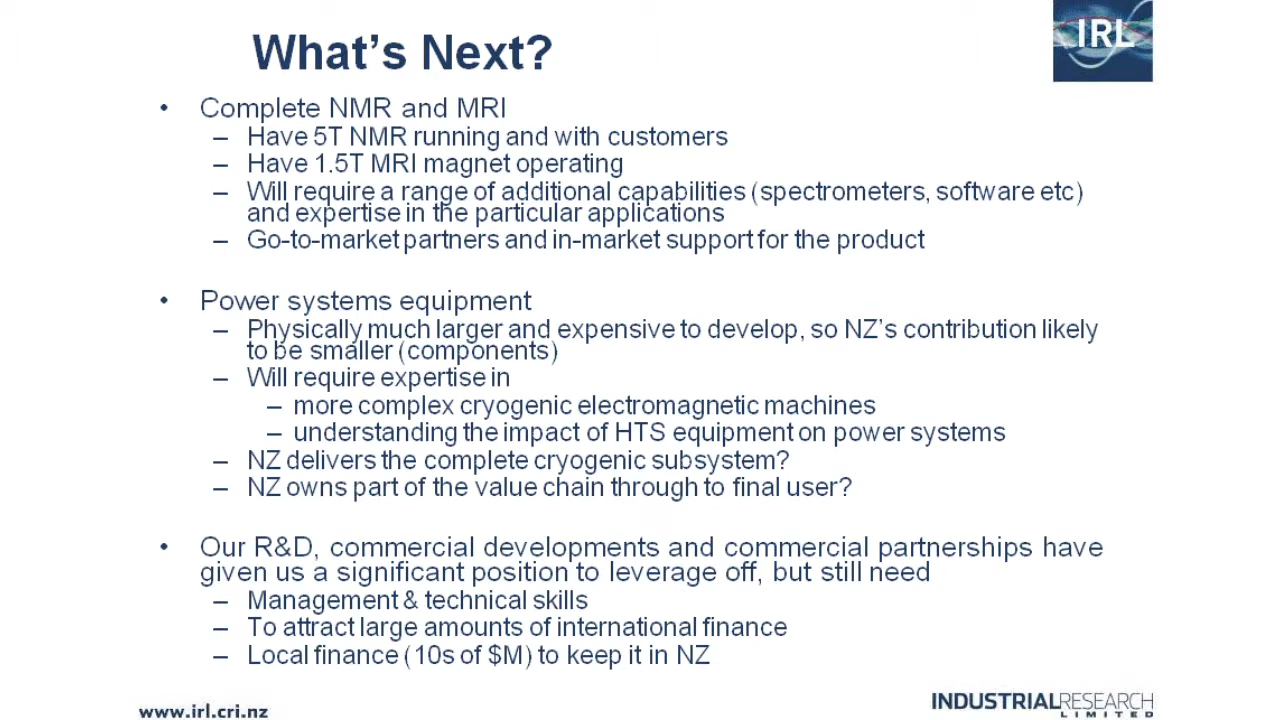 What's Next?
IRL
• Complete NMR and MRI
– Have 5T NMR running and with customers
– Have 1.5T MRI magnet operating
– Will require a range of additional capabilities (spectrometers, software etc)
and expertise in the particular applications
– Go-to-market partners and in-market support for the product
• Power systems equipment
– Physically much larger and expensive to develop, so NZ's contribution likely
to be smaller (components)
– Will require expertise in
– more complex cryogenic electromagnetic machines
– understanding the impact of HTS equipment on power systems
– NZ delivers the complete cryogenic subsystem?
– NZ owns part of the value chain through to final user?
• Our R&D, commercial developments and commercial partnerships have
given us a significant position to leverage off, but still need
– Management & technical skills
– To attract large amounts of international finance
– Local finance (10s of $M) to keep it in NZ
www.irl.cri.nz
INDUSTRIALRESEARCH
LIMITED